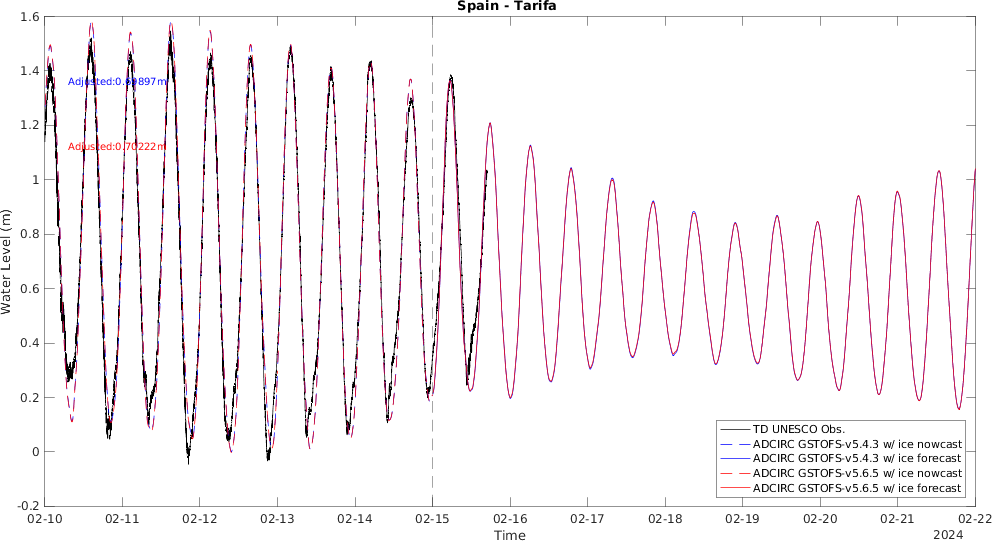 Spain - Tarifa
Water Level (m)
1.6
1.4
1.2
1
0.8
0.6
0.4
0.2
0
-0.2
Adjusted:0.69897m
Adjusted:0.70222m
TD UNESCO Obs.
ADCIRC GSTOFS-v5.4.3 w/ ice nowcast
ADCIRC GSTOFS-v5.4.3 w/ ice forecast
ADCIRC GSTOFS-v5.6.5 w/ ice nowcast
ADCIRC GSTOFS-v5.6.5 w/ ice forecast
02-10 02-11 02-12 02-13 02-14 02-15 02-16 02-17 02-18 02-19 02-20 02-21 02-22
Time
2024